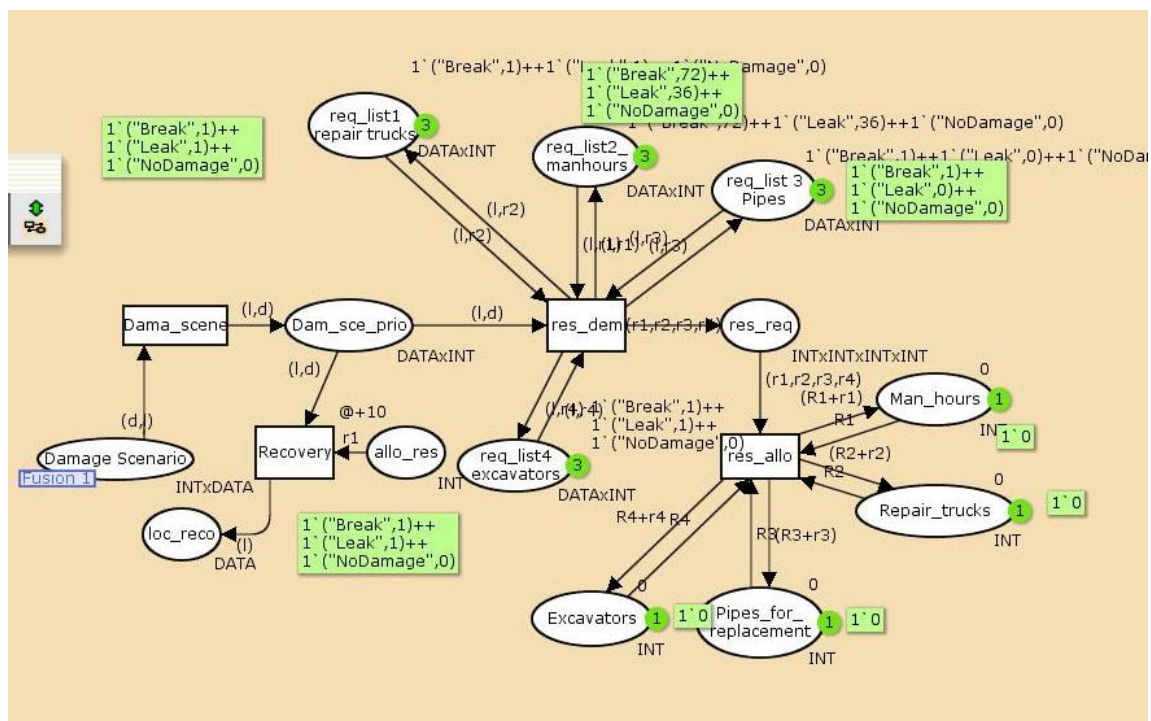 1`("Break",1)++1`("Leak",1)++1`("NoDamage",0)
1`("Break",72)++
1`("Leak",36)++
1`("NoDamage",0)
req_list1
repair trucks
3
DATAxINT
1`("Break",1)++
1`("Leak",1)++
1`("NoDamage",0)
1`("Break",72)++1`("Leak",36)++1`("NoDamage",0)
req_list2_
manhours
3
DATAxINT
1`("Break",1)++1`("Leak",0)++1`("NoDa
req_list 3
Pipes
3
DATAxINT
1`("Break",1)++
1`("Leak",0)++
1`("NoDamage",0)
(l,r2)
(l,r2)
(l,r1)
(l,r1)
(l,r3)
(l,r3)
Dama_scene
(l,d)
Dam_sce_prio
DATAxINT
(l,d)
res_dem
(r1,r2,r3,r4)
res_req
INTxINTxINTxINT
(l,d)
(r1,r2,r3,r4)
(d,l)
@+10
r1
Damage Scenario
Fusion 1
INTxDATA
Recovery
allo_res
INT
(l,r4)
(l,r4)
1`("Break",1)++
1`("Leak",1)++
1`("NoDamage",0)
req_list4
excavators
3
DATAxINT
0
Man_hours
1
INT
1`0
(R1+r1)
R1
res_allo
(R2+r2)
R2
0
Repair_trucks
1
INT
1`0
loc_reco
(l)
DATA
1`("Break",1)++
1`("Leak",1)++
1`("NoDamage",0)
R4+r4
R4
R3
(R3+r3)
0
Excavators
1
1`0
INT
0
Pipes_for_
replacement
1
1`0
INT